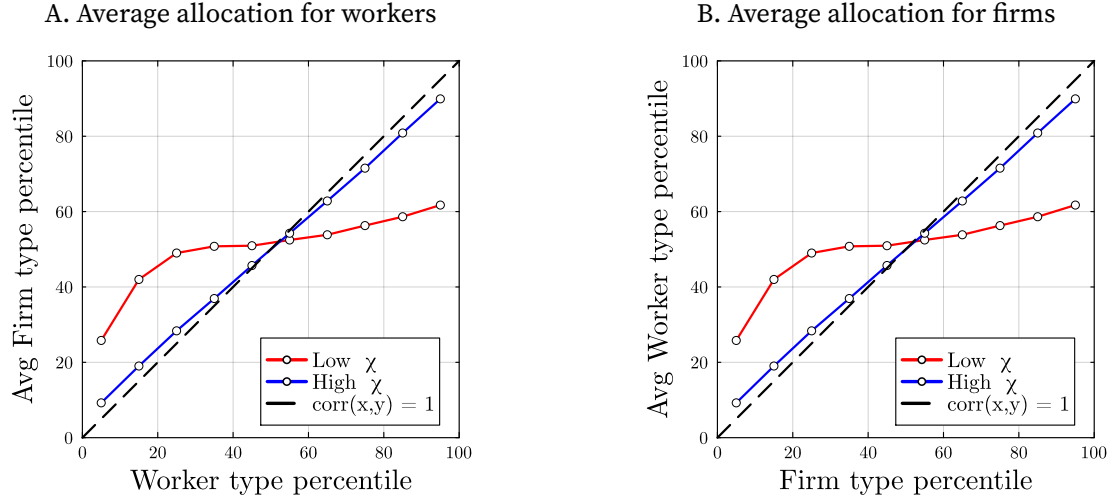 A. Average allocation for workers
100
80
60
40
20
0
0 20 40 60 80 100
Avg Firm type percentile
Worker type percentile
Low χ
High χ
corr(x,y) = 1
B. Average allocation for firms
100
80
60
40
20
0
0 20 40 60 80 100
Avg Worker type percentile
Firm type percentile
Low χ
High χ
corr(x,y) = 1